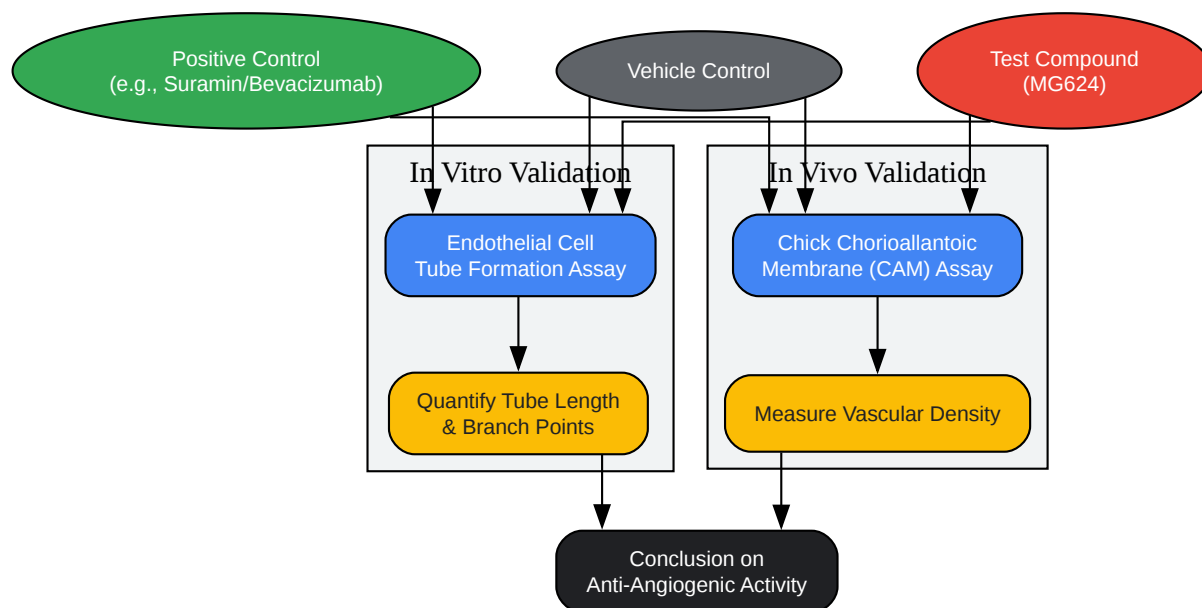 Positive Control
(e.g., Suramin/Bevacizumab)
Vehicle Control
Test Compound
(MG624)
In Vitro Validation
In Vivo Validation
Endothelial Cell
Tube Formation Assay
Chick Chorioallantoic
Membrane (CAM) Assay
Quantify Tube Length
& Branch Points
Measure Vascular Density
Conclusion on
Anti-Angiogenic Activity